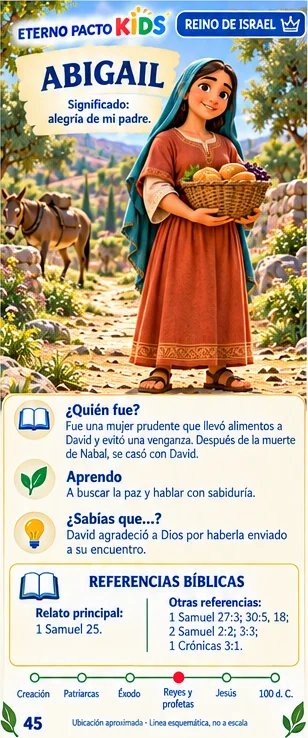 ETERNO PACTO KIDS
REINO DE ISRAEL
ABIGAIL
Significado:
alegría de mi padre.
¿Quién fue?
Fue una mujer prudente que llevó alimentos a
David y evitó una venganza. Después de la muerte
de Nabal, se casó con David.
Aprendo
A buscar la paz y hablar con sabiduría.
¿Sabías que...?
David agradeció a Dios por haberla enviado
a su encuentro.
REFERENCIAS BÍBLICAS
Relato principal:
1 Samuel 25.
Otras referencias:
1 Samuel 27:3; 30:5, 18;
2 Samuel 2:2; 3:3;
1 Crónicas 3:1.
Creación
Patriarcas
Éxodo
Reyes y
profetas
Jesús
100 d. C.
45
Ubicación aproximada · Línea esquemática, no a escala